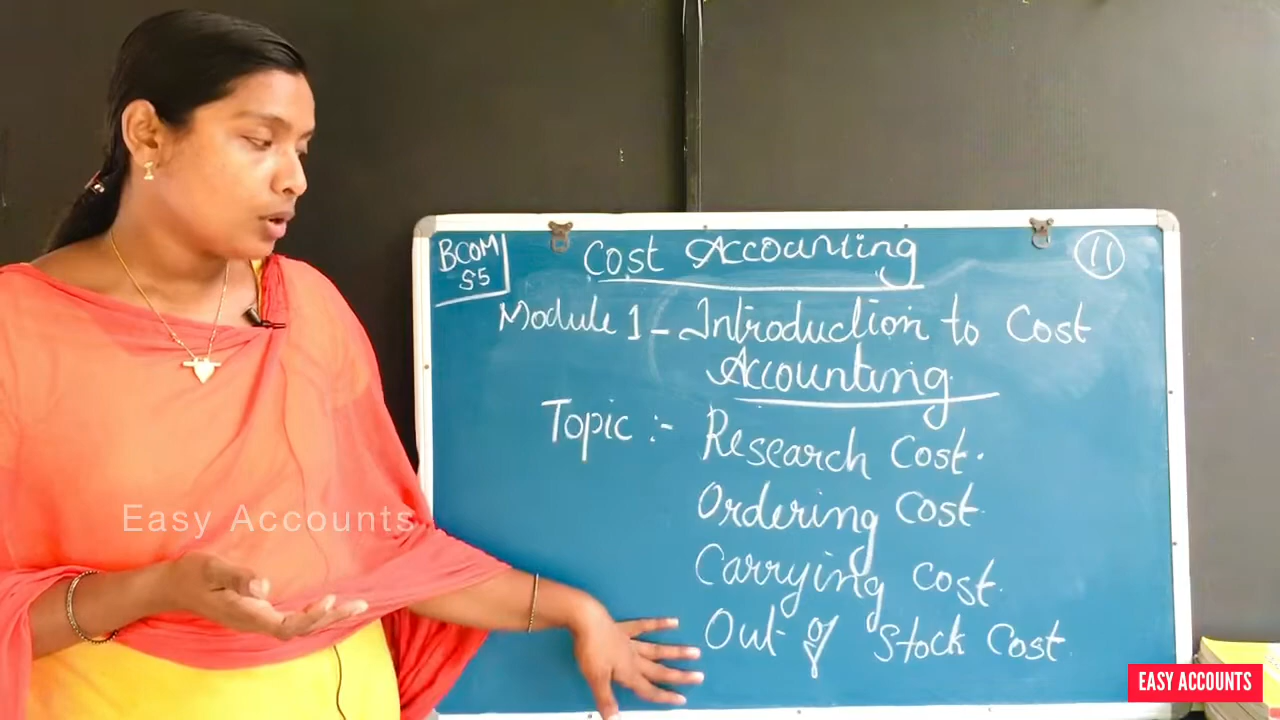 BCOM
S5
Cost Accounting
11
Module 1 - Introduction to Cost
Accounting
Topic :- Research Cost.
Ordering Cost.
Carrying Cost.
Out of Stock Cost.
Easy Accounts
EASY ACCOUNTS